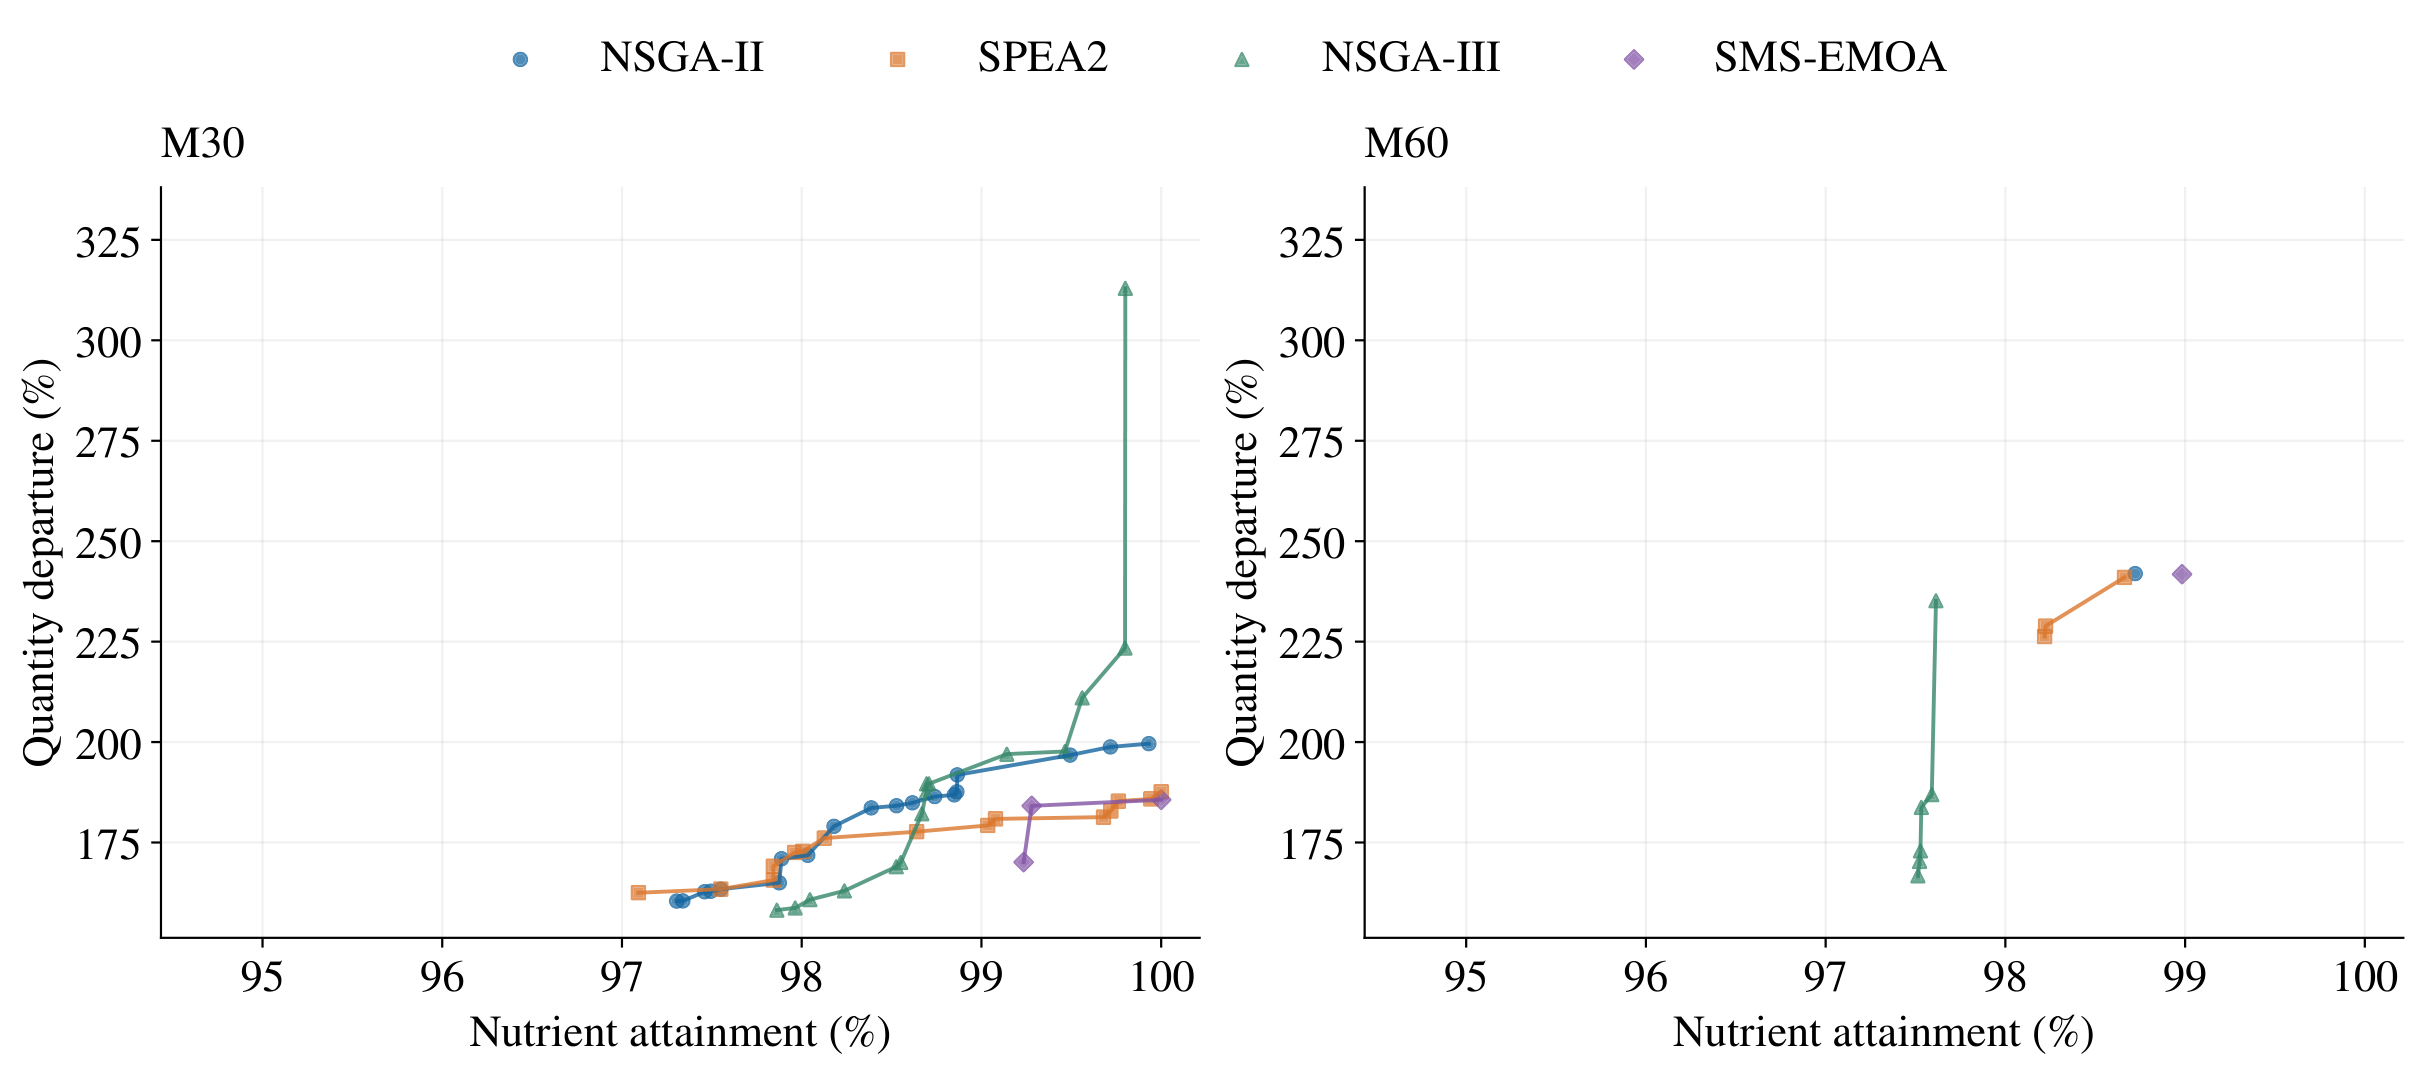 NSGA-II SPEA2 NSGA-III SMS-EMOA
M30
325
300
275
250
225
200
175
Quantity departure (%)
95 96 97 98 99 100
Nutrient attainment (%)
M60
325
300
275
250
225
200
175
Quantity departure (%)
95 96 97 98 99 100
Nutrient attainment (%)